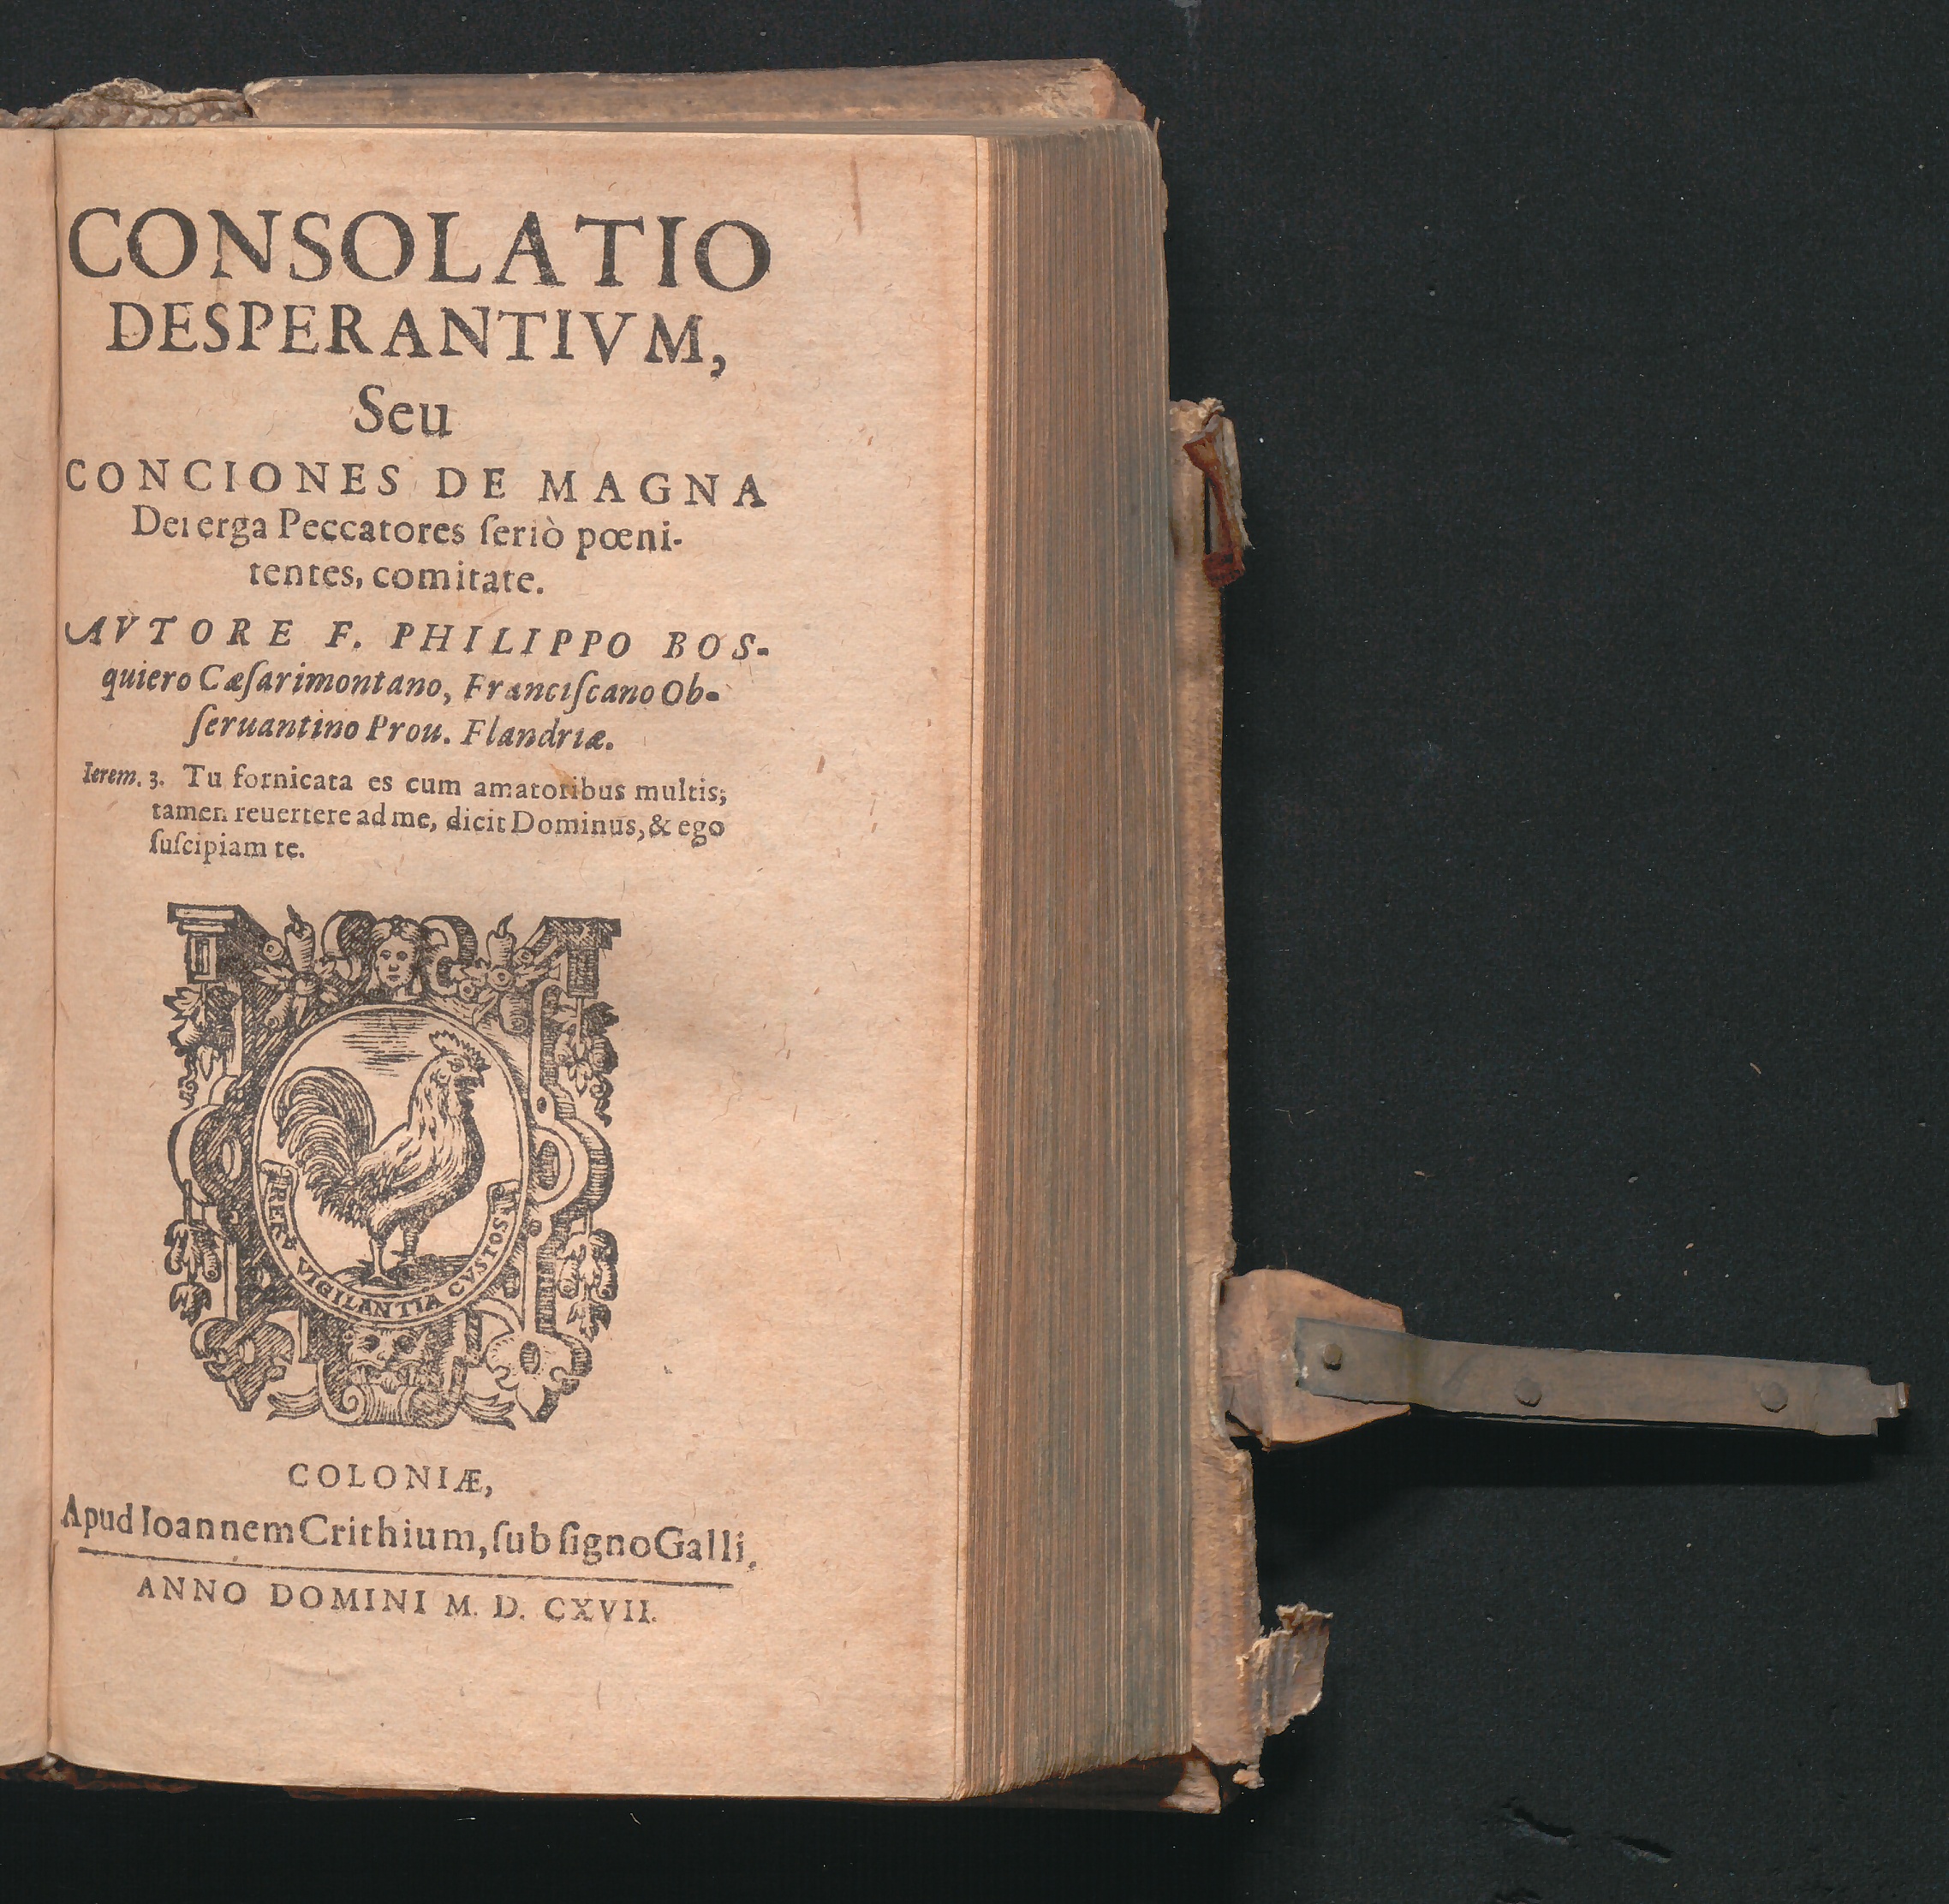 CONSOLATIO
DESPERANTIVM,
Seu
CONCIONES DE MAGNA
Dei erga Peccatores ſeriò pœni-
tentes, comitate.
AVTORE F. PHILIPPO BOS-
quiero Cæſarimontano, Franciſcano Ob-
ſeruantino Prou. Flandriæ.
Ierem. 3. Tu fornicata es cum amatoribus multis;
tamen reuertere ad me, dicit Dominus, & ego
ſuſcipiam te.
RERV̄ VIGILANTIA CVSTOS
COLONIÆ,
Apud Ioannem Crithium, ſub ſigno Galli.
ANNO DOMINI M. D. CXVII.